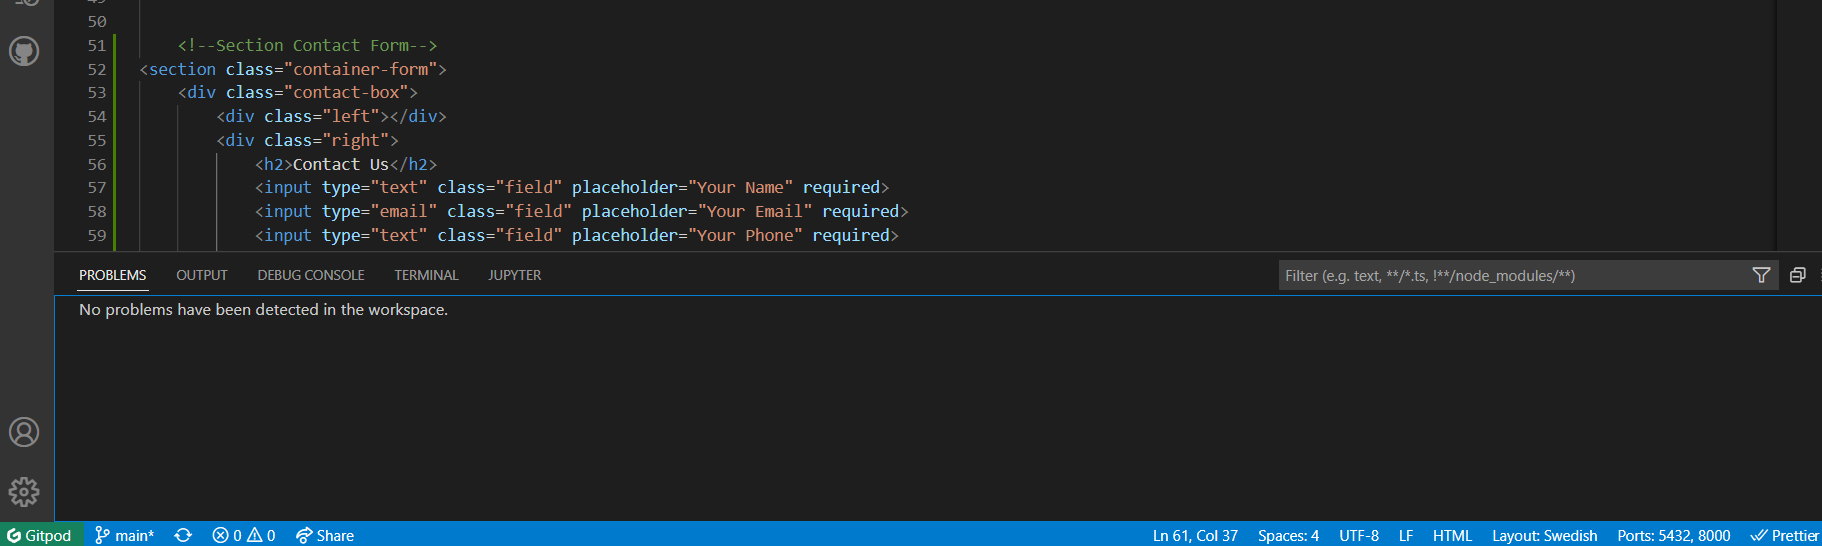 49
50
51 <!--Section Contact Form-->
52 <section class="container-form">
53 <div class="contact-box">
54 <div class="left"></div>
55 <div class="right">
56 <h2>Contact Us</h2>
57 <input type="text" class="field" placeholder="Your Name" required>
58 <input type="email" class="field" placeholder="Your Email" required>
59 <input type="text" class="field" placeholder="Your Phone" required>
PROBLEMS OUTPUT DEBUG CONSOLE TERMINAL JUPYTER Filter (e.g. text, **/*.ts, !**/node_modules/**)
No problems have been detected in the workspace.
Gitpod main* 0 0 Share Ln 61, Col 37 Spaces: 4 UTF-8 LF HTML Layout: Swedish Ports: 5432, 8000 Prettier